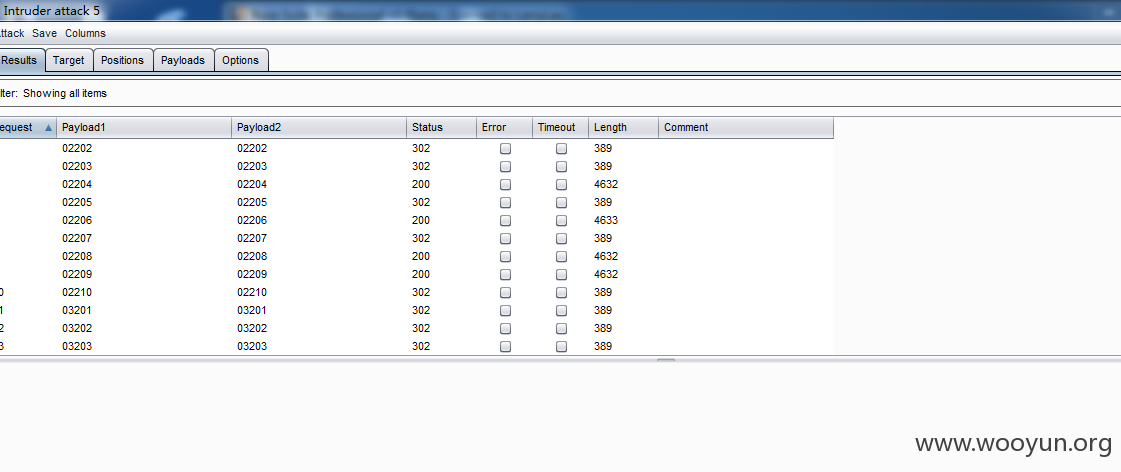 Intruder attack 5
ttack Save Columns
Results Target Positions Payloads Options
lter: Showing all items
equest Payload1 Payload2 Status Error Timeout Length Comment
02202 02202 302 389
02203 02203 302 389
02204 02204 200 4632
02205 02205 302 389
02206 02206 200 4633
02207 02207 302 389
02208 02208 200 4632
02209 02209 200 4632
0 02210 02210 302 389
1 03201 03201 302 389
2 03202 03202 302 389
3 03203 03203 302 389
www.wooyun.org